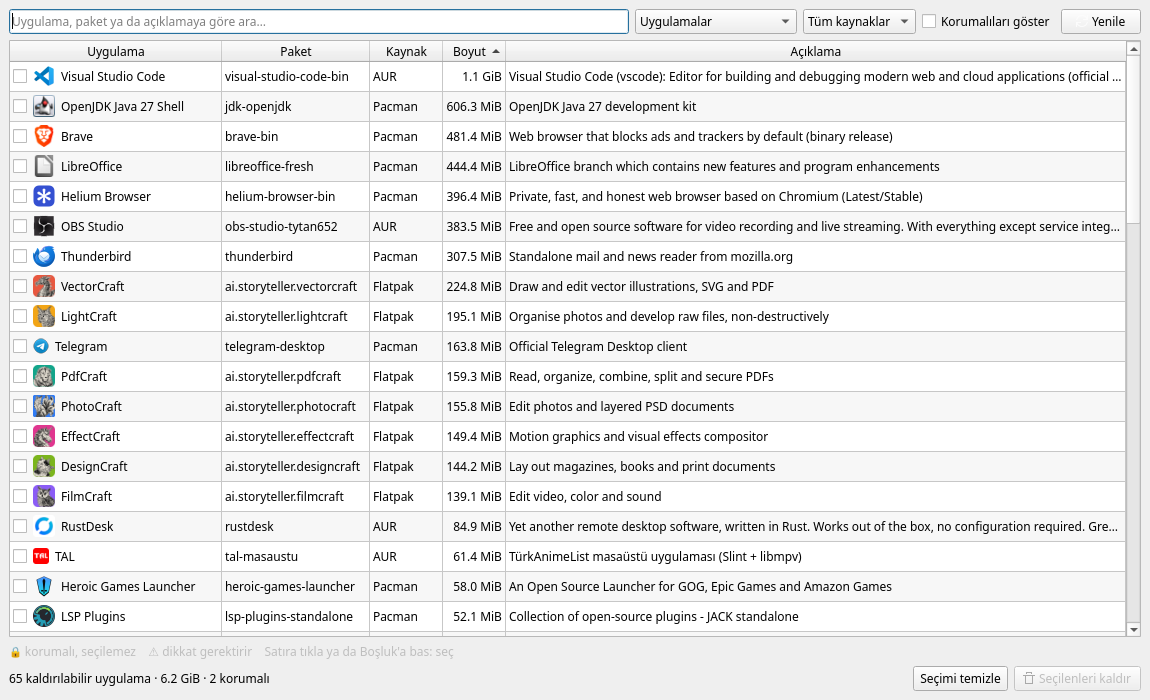 Uygulama, paket ya da açıklamaya göre ara... Uygulamalar Tüm kaynaklar Korumalıları göster Yenile
Uygulama Paket Kaynak Boyut Açıklama
Visual Studio Code visual-studio-code-bin AUR 1.1 GiB Visual Studio Code (vscode): Editor for building and debugging modern web and cloud applications (official ...
OpenJDK Java 27 Shell jdk-openjdk Pacman 606.3 MiB OpenJDK Java 27 development kit
Brave brave-bin Pacman 481.4 MiB Web browser that blocks ads and trackers by default (binary release)
LibreOffice libreoffice-fresh Pacman 444.4 MiB LibreOffice branch which contains new features and program enhancements
Helium Browser helium-browser-bin Pacman 396.4 MiB Private, fast, and honest web browser based on Chromium (Latest/Stable)
OBS Studio obs-studio-tytan652 AUR 383.5 MiB Free and open source software for video recording and live streaming. With everything except service integ...
Thunderbird thunderbird Pacman 307.5 MiB Standalone mail and news reader from mozilla.org
VectorCraft ai.storyteller.vectorcraft Flatpak 224.8 MiB Draw and edit vector illustrations, SVG and PDF
LightCraft ai.storyteller.lightcraft Flatpak 195.1 MiB Organise photos and develop raw files, non-destructively
Telegram telegram-desktop Pacman 163.8 MiB Official Telegram Desktop client
PdfCraft ai.storyteller.pdfcraft Flatpak 159.3 MiB Read, organize, combine, split and secure PDFs
PhotoCraft ai.storyteller.photocraft Flatpak 155.8 MiB Edit photos and layered PSD documents
EffectCraft ai.storyteller.effectcraft Flatpak 149.4 MiB Motion graphics and visual effects compositor
DesignCraft ai.storyteller.designcraft Flatpak 144.2 MiB Lay out magazines, books and print documents
FilmCraft ai.storyteller.filmcraft Flatpak 139.1 MiB Edit video, color and sound
RustDesk rustdesk AUR 84.9 MiB Yet another remote desktop software, written in Rust. Works out of the box, no configuration required. Gre...
TAL TAL tal-masaustu AUR 61.4 MiB TürkAnimeList masaüstü uygulaması (Slint + libmpv)
Heroic Games Launcher heroic-games-launcher Pacman 58.0 MiB An Open Source Launcher for GOG, Epic Games and Amazon Games
LSP Plugins lsp-plugins-standalone Pacman 52.1 MiB Collection of open-source plugins - JACK standalone
korumalı, seçilemez dikkat gerektirir Satıra tıkla ya da Boşluk'a bas: seç
65 kaldırılabilir uygulama · 6.2 GiB · 2 korumalı Seçimi temizle Seçilenleri kaldır